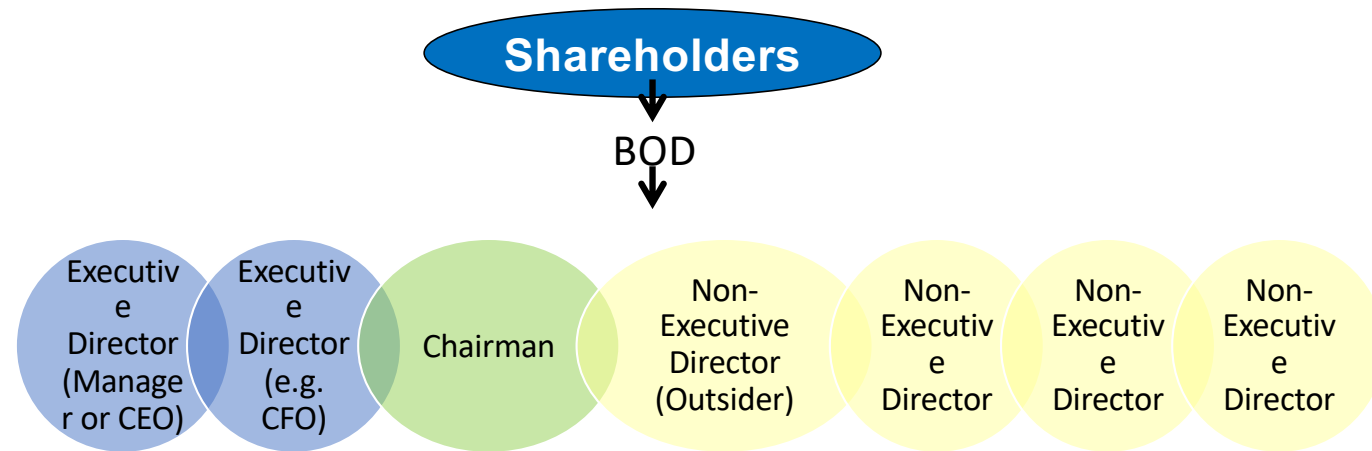 Shareholders
BOD
Executiv
e
Director
(Manage
r or CEO)
Executiv
e
Director
(e.g.
CFO)
Chairman
Non-
Executive
Director
(Outsider)
Non-
Executiv
e
Director
Non-
Executiv
e
Director
Non-
Executiv
e
Director